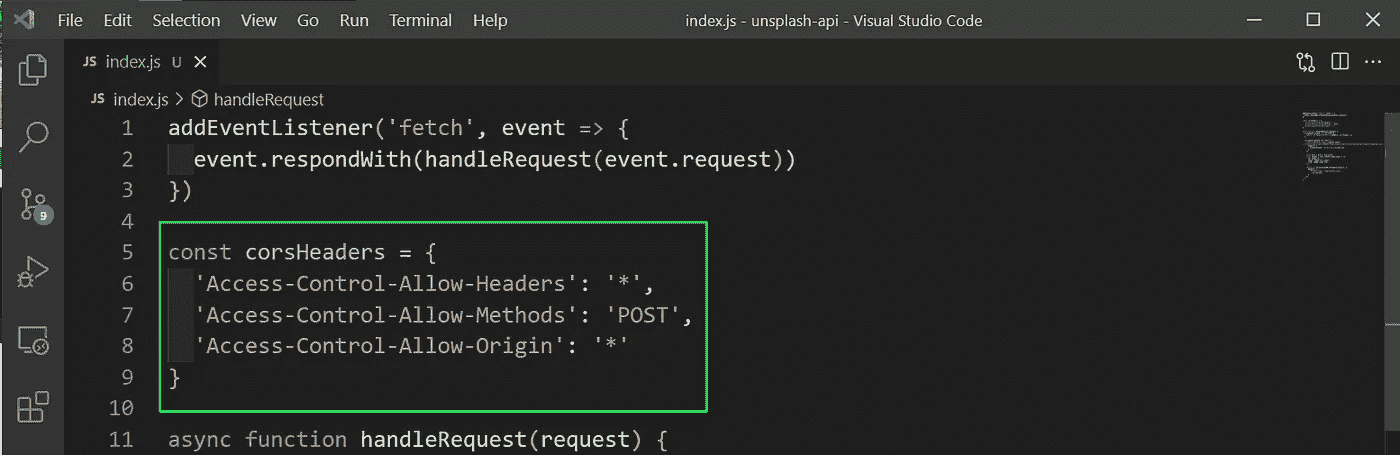 File Edit Selection View Go Run Terminal Help index.js - unsplash-api - Visual Studio Code
JS index.js U
JS index.js > handleRequest
1 addEventListener('fetch', event => {
2 event.respondWith(handleRequest(event.request))
3 })
4
5 const corsHeaders = {
6 'Access-Control-Allow-Headers': '*',
7 'Access-Control-Allow-Methods': 'POST',
8 'Access-Control-Allow-Origin': '*'
9 }
10
11 async function handleRequest(request) {
9